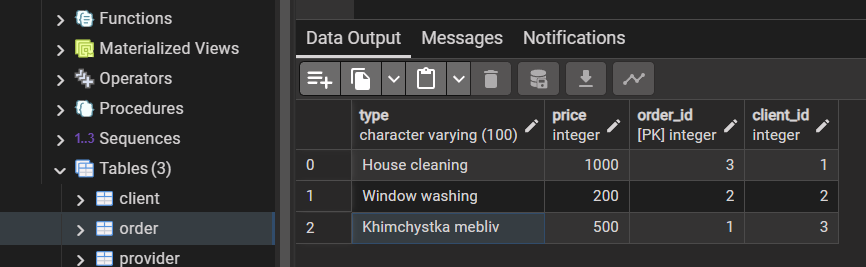 Functions
Materialized Views
Operators
Procedures
1..3 Sequences
Tables (3)
client
order
provider
Data Output Messages Notifications
type price order_id client_id
character varying (100) integer [PK] integer integer
0 House cleaning 1000 3 1
1 Window washing 200 2 2
2 Khimchystka mebliv 500 1 3